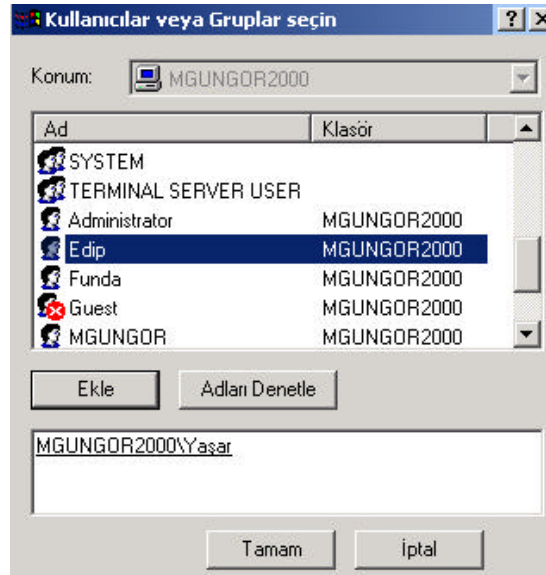 Kullanıcılar veya Gruplar seçin
Konum: MGUNGOR2000
Ad Klasör
SYSTEM
TERMINAL SERVER USER
Administrator MGUNGOR2000
Edip MGUNGOR2000
Funda MGUNGOR2000
Guest MGUNGOR2000
MGUNGOR MGUNGOR2000
Ekle Adları Denetle
MGUNGOR2000\Yaşar
Tamam İptal